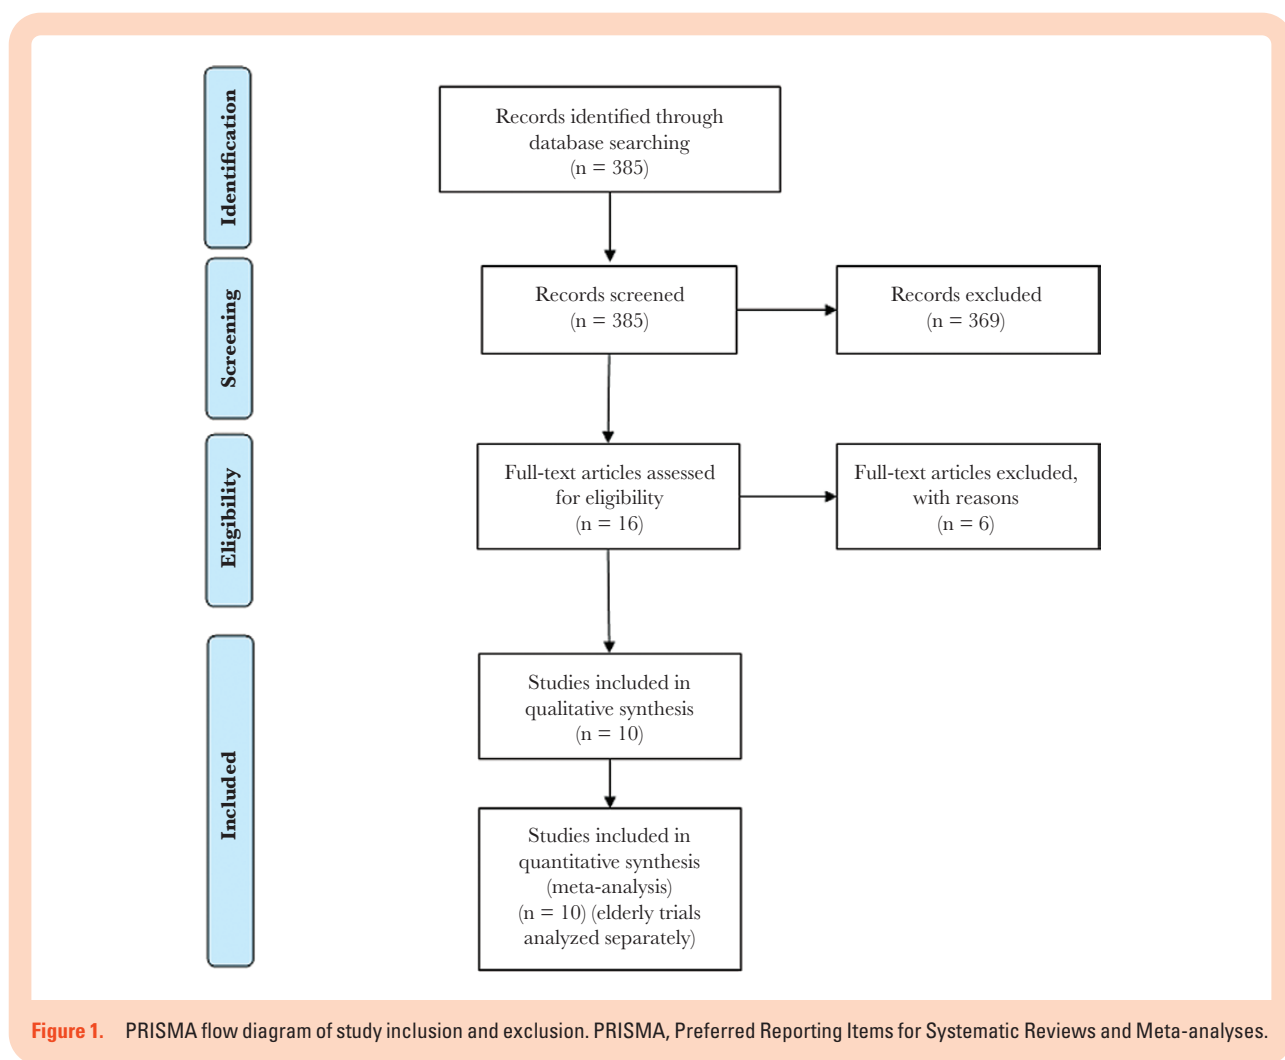 Identification
Records identified through
database searching
(n = 385)
Screening
Records screened
(n = 385)
Records excluded
(n = 369)
Eligibility
Full-text articles assessed
for eligibility
(n = 16)
Full-text articles excluded,
with reasons
(n = 6)
Included
Studies included in
qualitative synthesis
(n = 10)
Studies included in
quantitative synthesis
(meta-analysis)
(n = 10) (elderly trials
analyzed separately)
Figure 1. PRISMA flow diagram of study inclusion and exclusion. PRISMA, Preferred Reporting Items for Systematic Reviews and Meta-analyses.